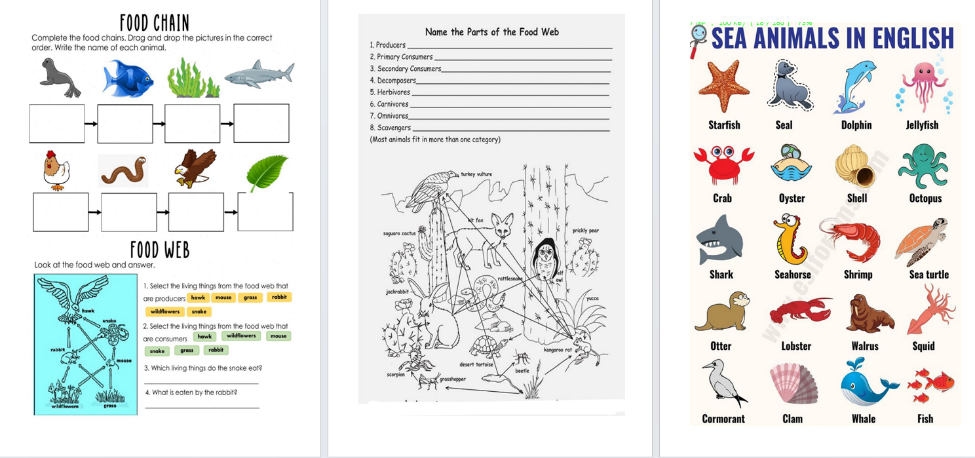 FOOD CHAIN
Complete the food chains. Drag and drop the pictures in the correct
order. Write the name of each animal.
FOOD WEB
Look at the food web and answer.
hawk
snake
rabbit
mouse
wildflowers
grass
1. Select the living things from the food web that
are producers hawk mouse grass rabbit
wildflowers snake
2. Select the living things from the food web that
are consumers hawk wildflowers mouse
snake grass rabbit
3. Which living things do the snake eat?
4. What is eaten by the rabbit?
Name the Parts of the Food Web
1. Producers
2. Primary Consumers
3. Secondary Consumers
4. Decomposers
5. Herbivores
6. Carnivores
7. Omnivores
8. Scavengers
(Most animals fit in more than one category)
turkey vulture
kit fox
saguaro cactus
prickly pear
elf owl
rattlesnake
jackrabbit
yucca
kangaroo rat
desert tortoise
scorpion
beetle
grasshopper
SEA ANIMALS IN ENGLISH
Starfish Seal Dolphin Jellyfish
Crab Oyster Shell Octopus
Shark Seahorse Shrimp Sea turtle
Otter Lobster Walrus Squid
Cormorant Clam Whale Fish